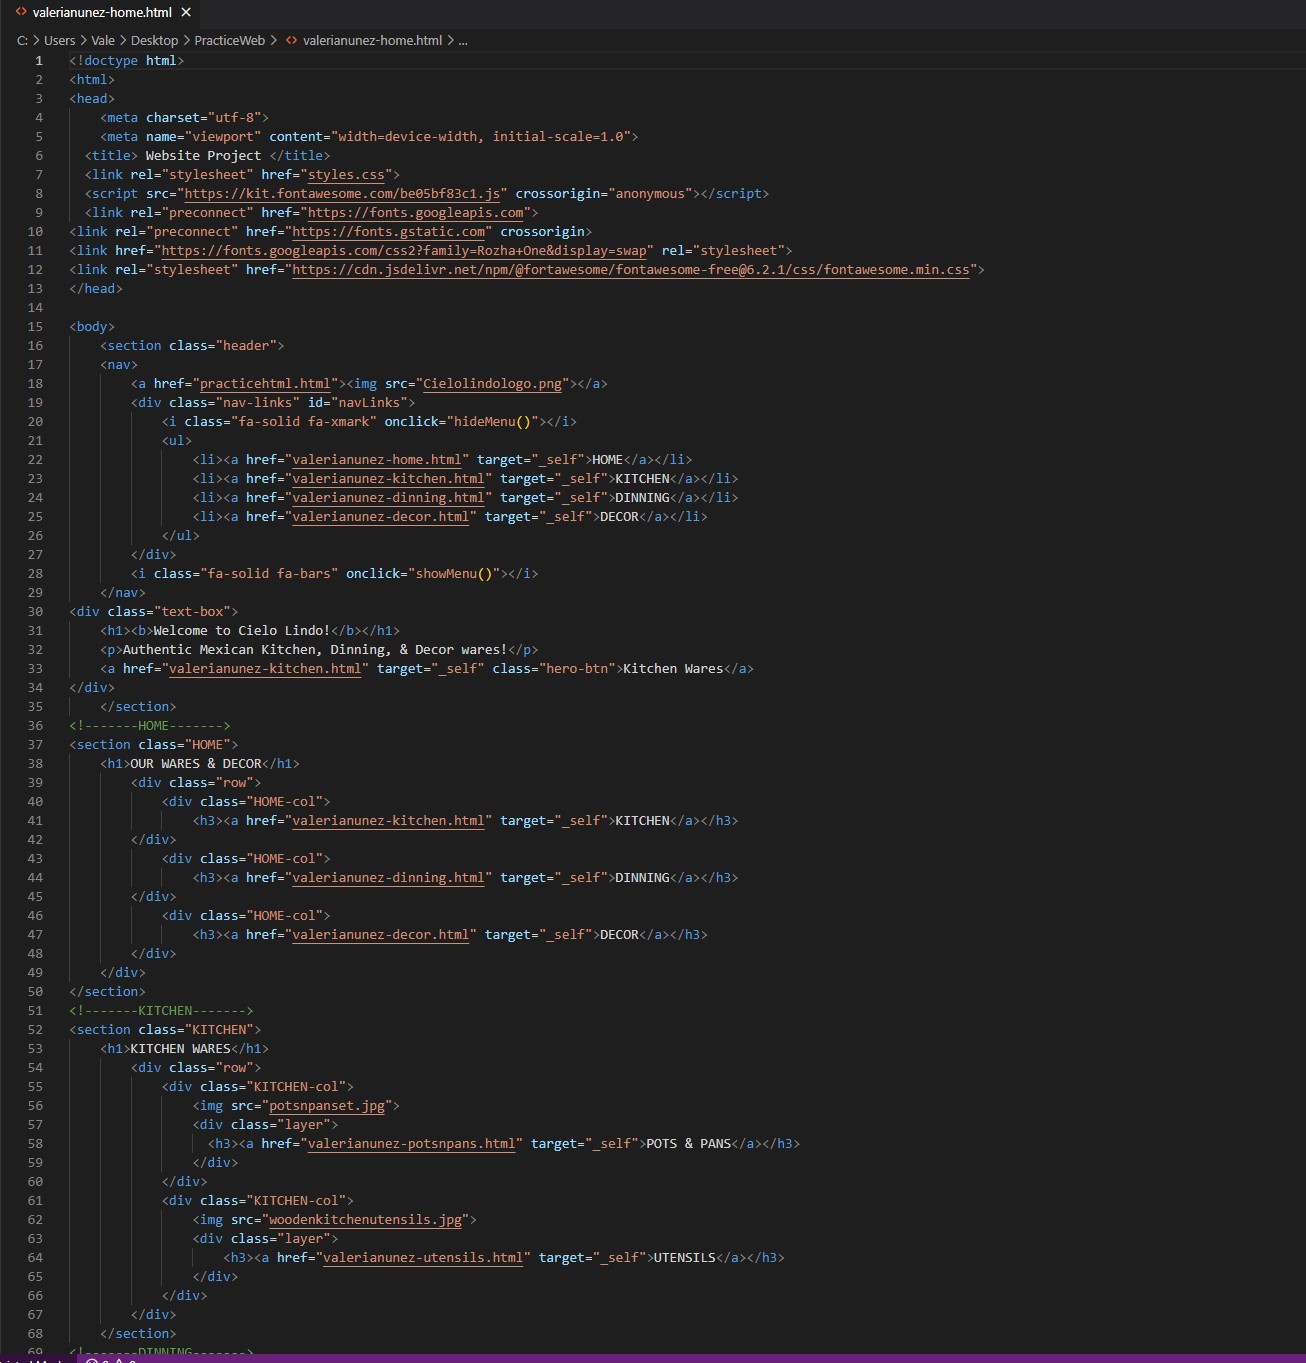 valerianunez-home.html ×
C: > Users > Vale > Desktop > PracticeWeb > <> valerianunez-home.html > ...
1 <!doctype html>
2 <html>
3 <head>
4 <meta charset="utf-8">
5 <meta name="viewport" content="width=device-width, initial-scale=1.0">
6 <title> Website Project </title>
7 <link rel="stylesheet" href="styles.css">
8 <script src="https://kit.fontawesome.com/be05bf83c1.js" crossorigin="anonymous"></script>
9 <link rel="preconnect" href="https://fonts.googleapis.com">
10 <link rel="preconnect" href="https://fonts.gstatic.com" crossorigin>
11 <link href="https://fonts.googleapis.com/css2?family=Rozha+One&display=swap" rel="stylesheet">
12 <link rel="stylesheet" href="https://cdn.jsdelivr.net/npm/@fortawesome/fontawesome-free@6.2.1/css/fontawesome.min.css">
13 </head>
14
15 <body>
16 <section class="header">
17 <nav>
18 <a href="practicehtml.html"><img src="Cielolindologo.png"></a>
19 <div class="nav-links" id="navLinks">
20 <i class="fa-solid fa-xmark" onclick="hideMenu()"></i>
21 <ul>
22 <li><a href="valerianunez-home.html" target="_self">HOME</a></li>
23 <li><a href="valerianunez-kitchen.html" target="_self">KITCHEN</a></li>
24 <li><a href="valerianunez-dinning.html" target="_self">DINNING</a></li>
25 <li><a href="valerianunez-decor.html" target="_self">DECOR</a></li>
26 </ul>
27 </div>
28 <i class="fa-solid fa-bars" onclick="showMenu()"></i>
29 </nav>
30 <div class="text-box">
31 <h1><b>Welcome to Cielo Lindo!</b></h1>
32 <p>Authentic Mexican Kitchen, Dinning, & Decor wares!</p>
33 <a href="valerianunez-kitchen.html" target="_self" class="hero-btn">Kitchen Wares</a>
34 </div>
35 </section>
36 <!-------HOME------->
37 <section class="HOME">
38 <h1>OUR WARES & DECOR</h1>
39 <div class="row">
40 <div class="HOME-col">
41 <h3><a href="valerianunez-kitchen.html" target="_self">KITCHEN</a></h3>
42 </div>
43 <div class="HOME-col">
44 <h3><a href="valerianunez-dinning.html" target="_self">DINNING</a></h3>
45 </div>
46 <div class="HOME-col">
47 <h3><a href="valerianunez-decor.html" target="_self">DECOR</a></h3>
48 </div>
49 </div>
50 </section>
51 <!-------KITCHEN------->
52 <section class="KITCHEN">
53 <h1>KITCHEN WARES</h1>
54 <div class="row">
55 <div class="KITCHEN-col">
56 <img src="potsnpanset.jpg">
57 <div class="layer">
58 <h3><a href="valerianunez-potsnpans.html" target="_self">POTS & PANS</a></h3>
59 </div>
60 </div>
61 <div class="KITCHEN-col">
62 <img src="woodenkitchenutensils.jpg">
63 <div class="layer">
64 <h3><a href="valerianunez-utensils.html" target="_self">UTENSILS</a></h3>
65 </div>
66 </div>
67 </div>
68 </section>
69 <!-------DINNING------->